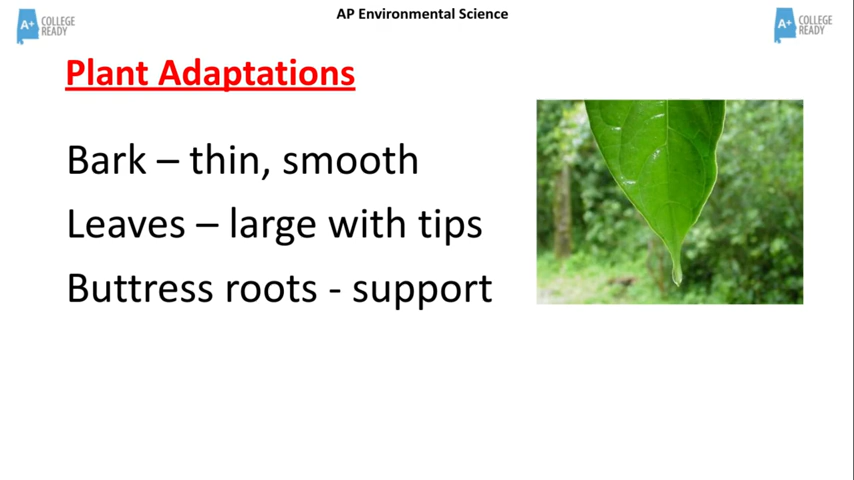 A+ COLLEGE READY
AP Environmental Science
A+ COLLEGE READY
Plant Adaptations
Bark – thin, smooth
Leaves – large with tips
Buttress roots - support